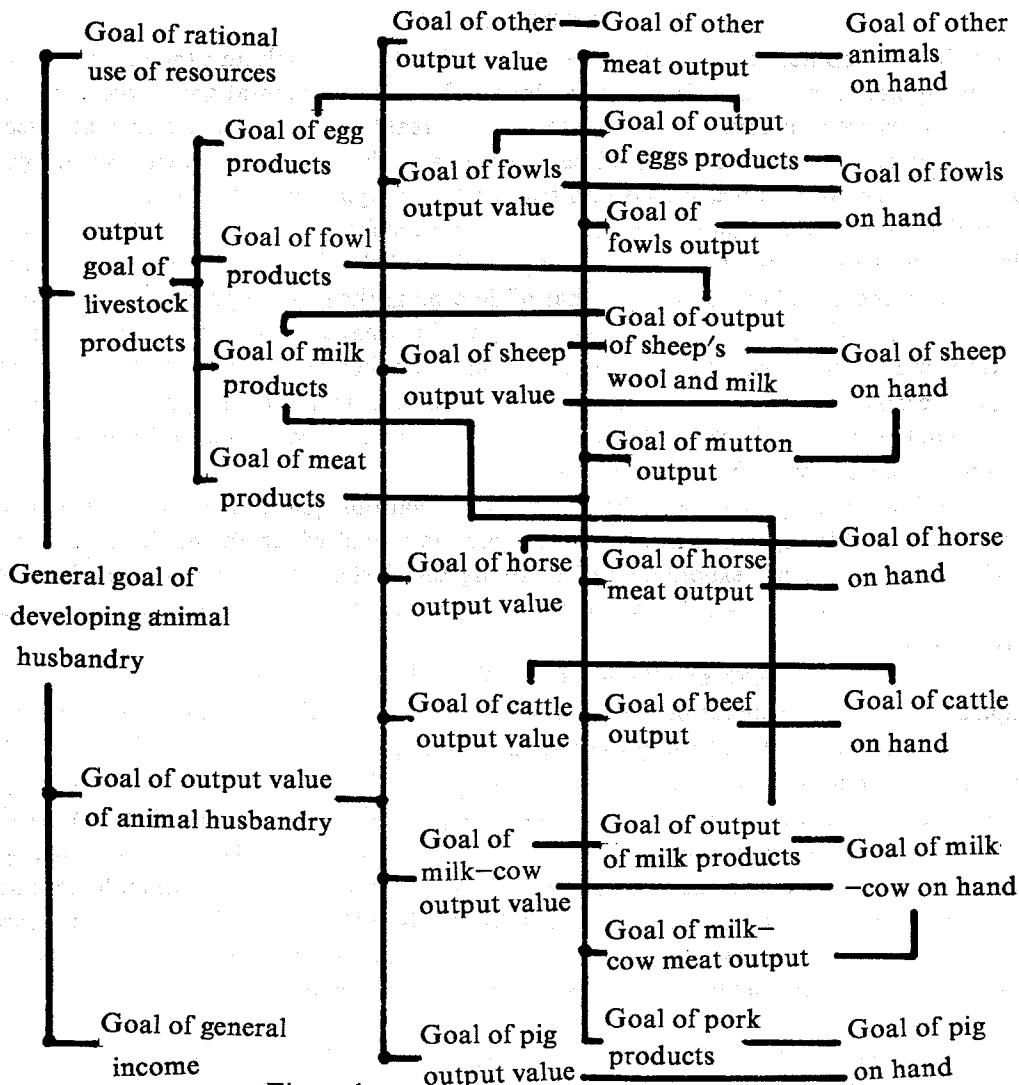 Goal of rational
use of resources
output
goal of
livestock
products
General goal of
developing animal
husbandry
Goal of output value
of animal husbandry
Goal of general
income
Goal of egg
products
Goal of fowl
products
Goal of milk
products
Goal of meat
products
Goal of other
output value
Goal of fowls
output value
Goal of sheep
output value
Goal of horse
output value
Goal of cattle
output value
Goal of
milk-cow
output value
Goal of pig
output value
Goal of other
meat output
Goal of output
of eggs products
Goal of
fowls output
Goal of output
of sheep's
wool and milk
Goal of mutton
output
Goal of horse
meat output
Goal of beef
output
Goal of output
of milk products
Goal of milk-
cow meat output
Goal of pork
products
Goal of other
animals
on hand
Goal of fowls
on hand
Goal of sheep
on hand
Goal of horse
on hand
Goal of cattle
on hand
Goal of milk
-cow on hand
Goal of pig
on hand